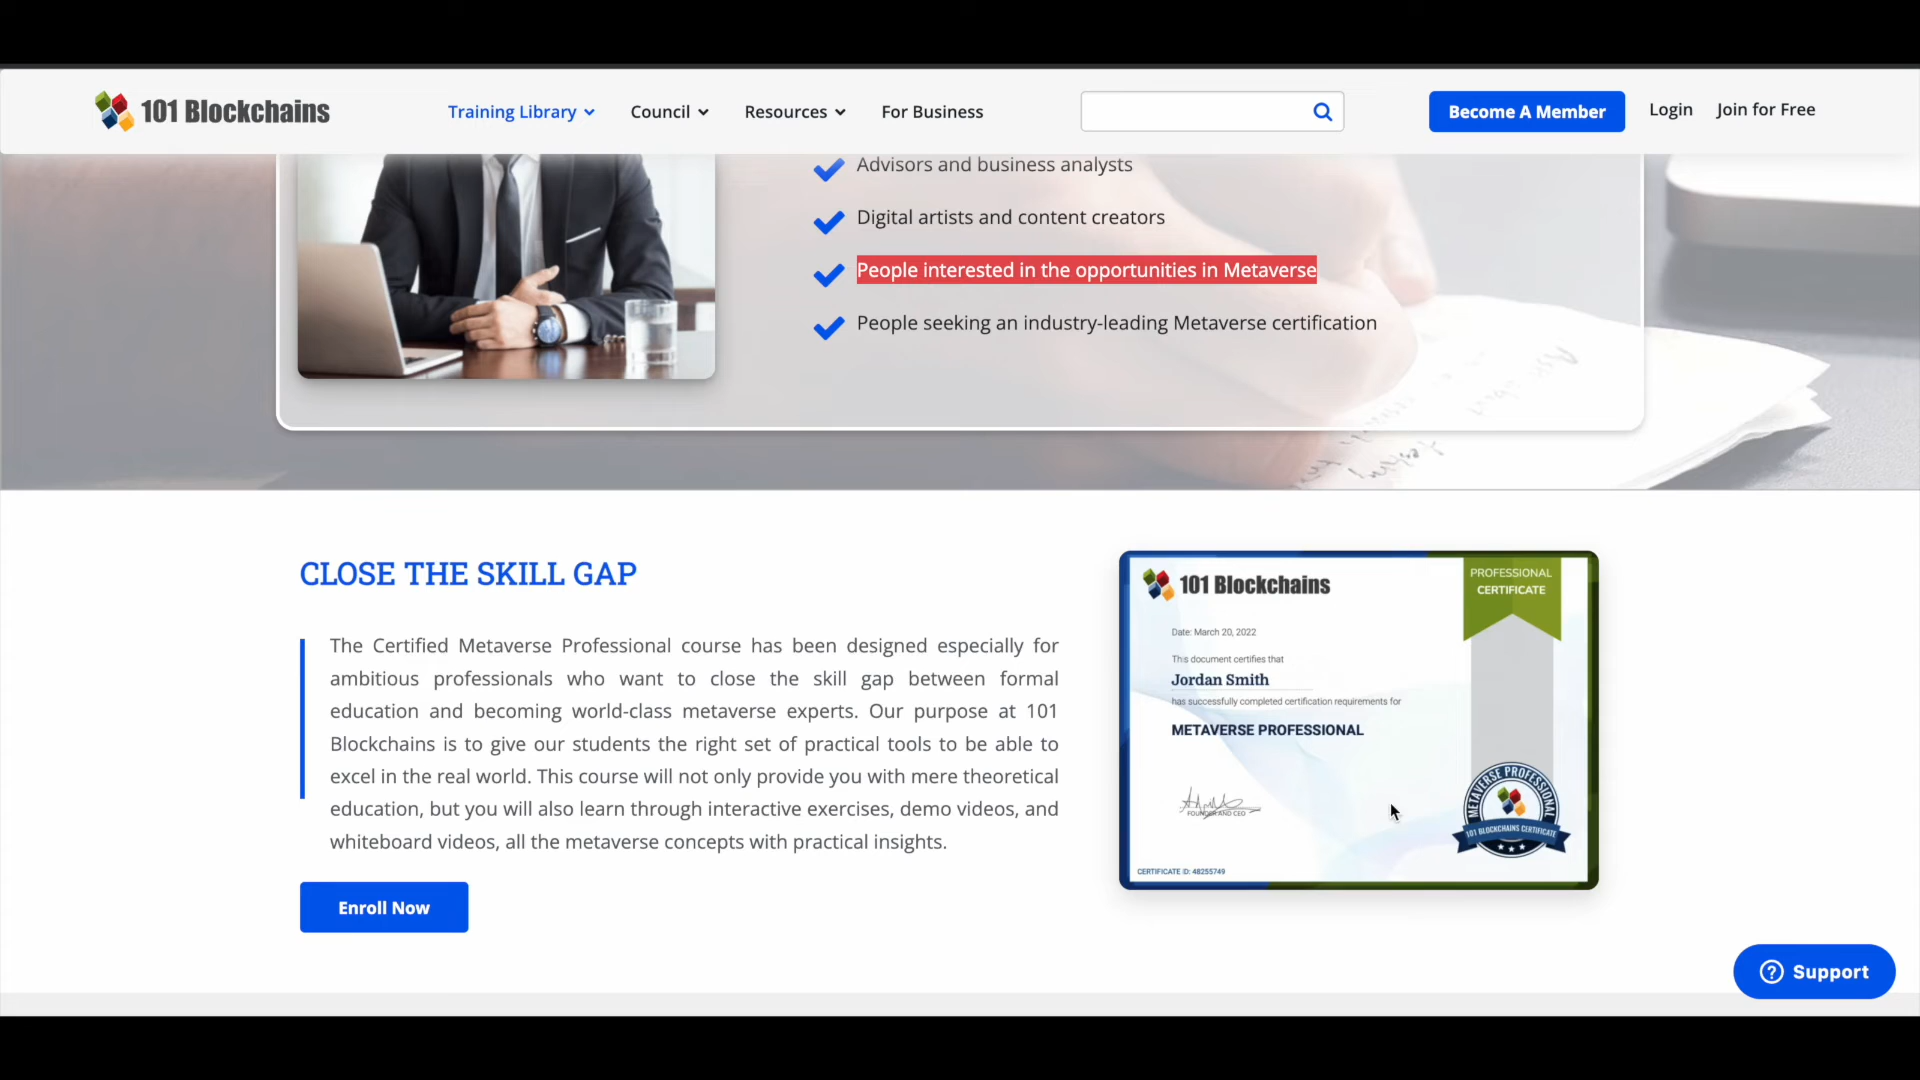 101 Blockchains
Training Library
Council
Resources
For Business
Become A Member
Login
Join for Free
Advisors and business analysts
Digital artists and content creators
People interested in the opportunities in Metaverse
People seeking an industry-leading Metaverse certification
CLOSE THE SKILL GAP
The Certified Metaverse Professional course has been designed especially for
ambitious professionals who want to close the skill gap between formal
education and becoming world-class metaverse experts. Our purpose at 101
Blockchains is to give our students the right set of practical tools to be able to
excel in the real world. This course will not only provide you with mere theoretical
education, but you will also learn through interactive exercises, demo videos, and
whiteboard videos, all the metaverse concepts with practical insights.
Enroll Now
101 Blockchains
PROFESSIONAL
CERTIFICATE
Date: March 20, 2022
This document certifies that
Jordan Smith
has successfully completed certification requirements for
METAVERSE PROFESSIONAL
FOUNDER AND CEO
METAVERSE PROFESSIONAL
101 BLOCKCHAINS CERTIFICATE
CERTIFICATE ID: 48255749
Support